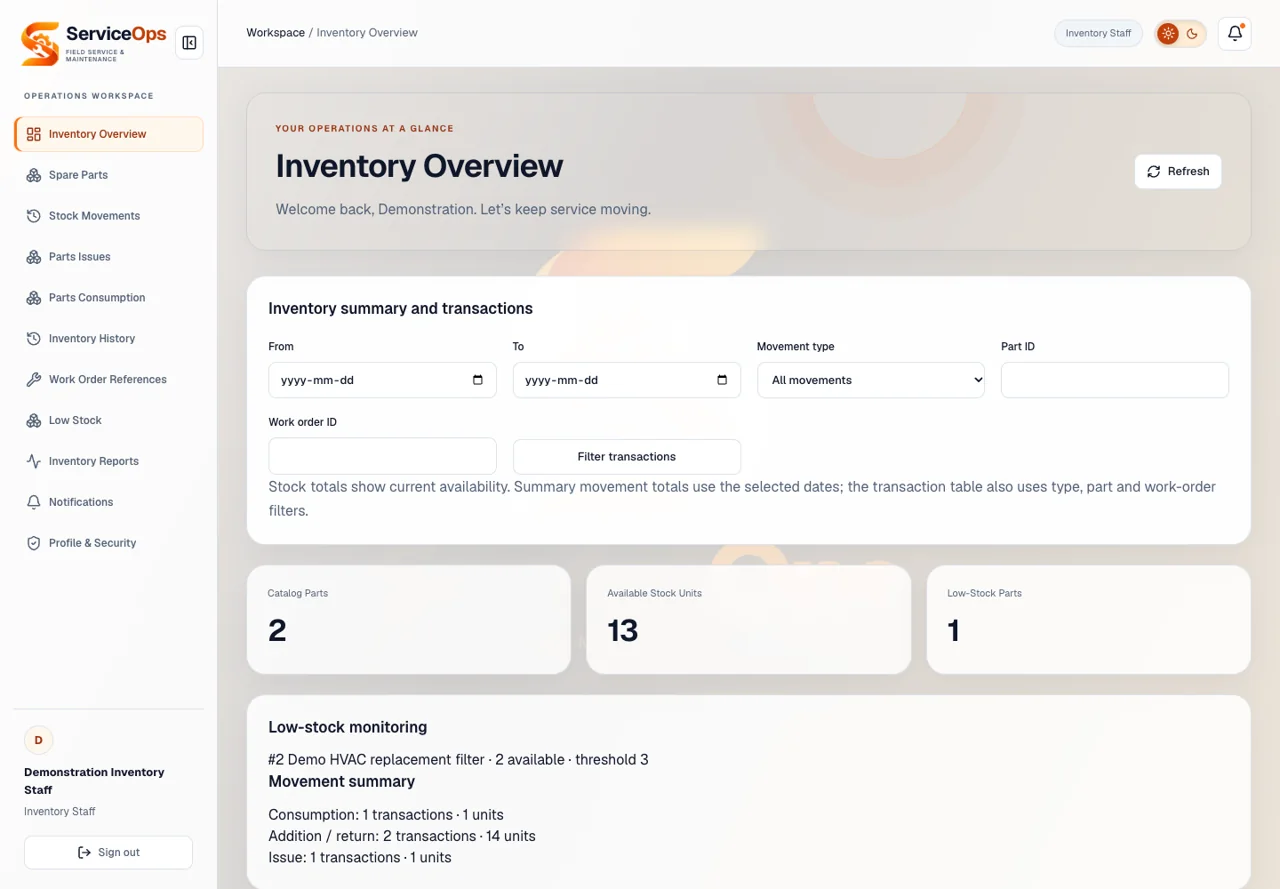 ServiceOps
FIELD SERVICE &
MAINTENANCE
OPERATIONS WORKSPACE
Inventory Overview
Spare Parts
Stock Movements
Parts Issues
Parts Consumption
Inventory History
Work Order References
Low Stock
Inventory Reports
Notifications
Profile & Security
D
Demonstration Inventory
Staff
Inventory Staff
Sign out
Workspace / Inventory Overview
Inventory Staff
YOUR OPERATIONS AT A GLANCE
Inventory Overview
Welcome back, Demonstration. Let’s keep service moving.
Refresh
Inventory summary and transactions
From To Movement type Part ID
yyyy-mm-dd yyyy-mm-dd All movements
Work order ID
Filter transactions
Stock totals show current availability. Summary movement totals use the selected dates; the transaction table also uses type, part and work-order
filters.
Catalog Parts
2
Available Stock Units
13
Low-Stock Parts
1
Low-stock monitoring
#2 Demo HVAC replacement filter · 2 available · threshold 3
Movement summary
Consumption: 1 transactions · 1 units
Addition / return: 2 transactions · 14 units
Issue: 1 transactions · 1 units